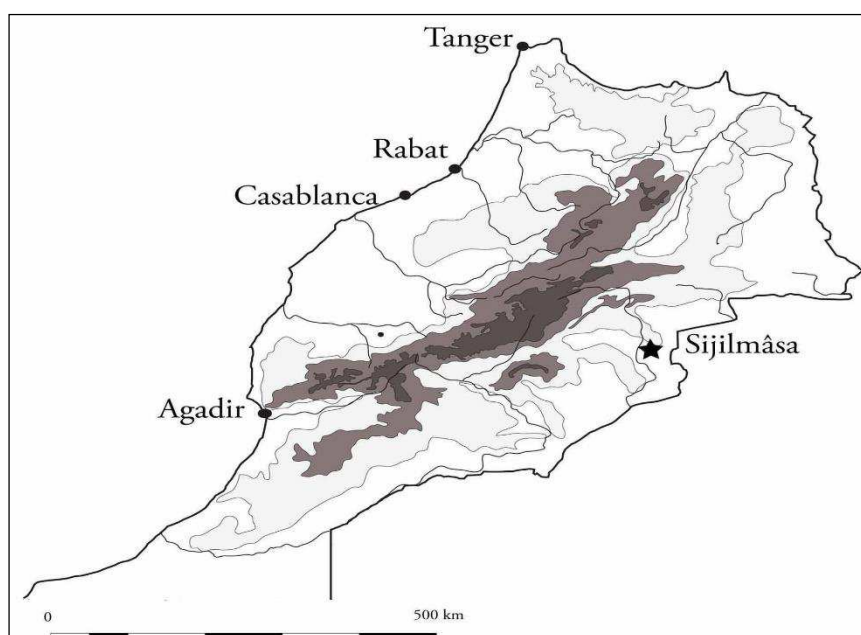 Tanger
Rabat
Casablanca
Sijilmâsa
Agadir
0 500 km